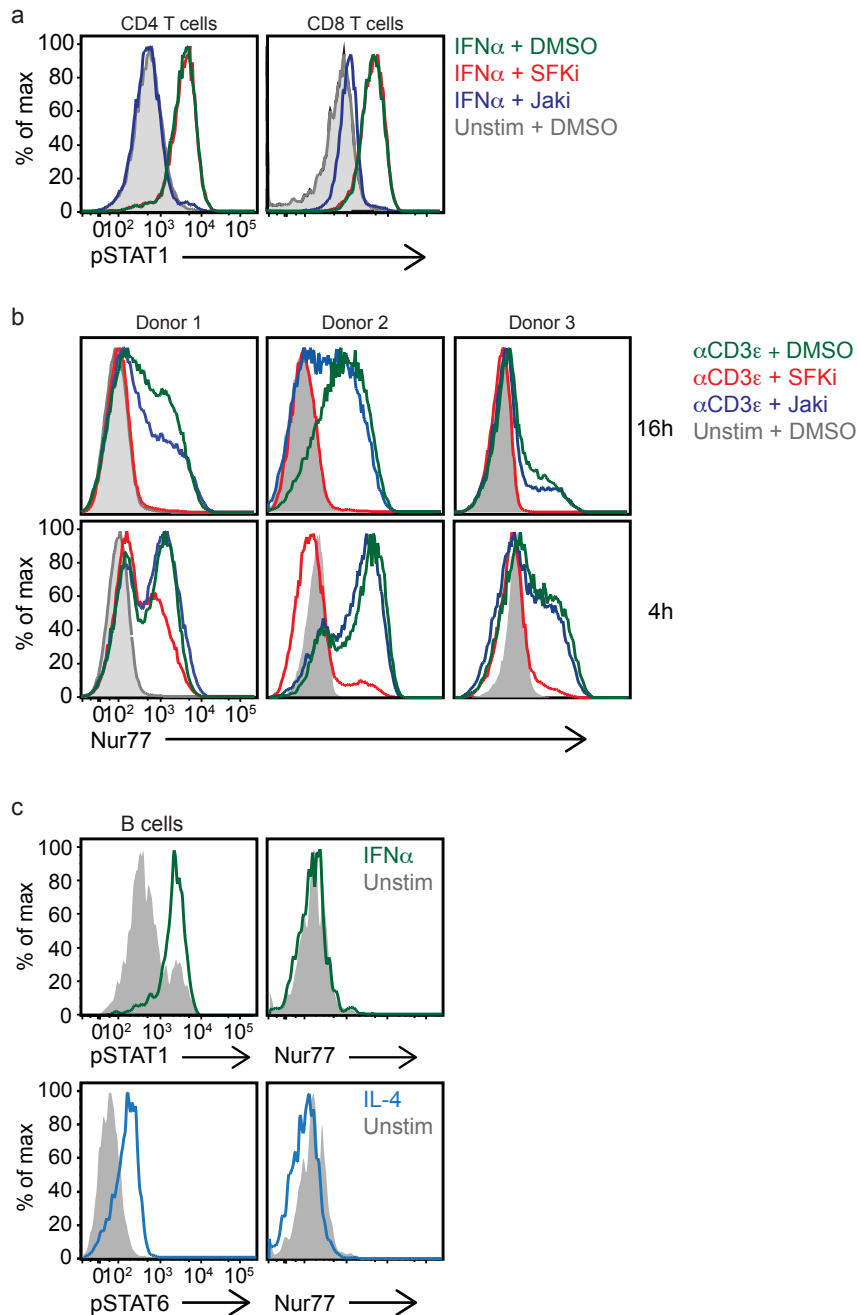 a
CD4 T cells
CD8 T cells
IFNα + DMSO
IFNα + SFKi
IFNα + Jaki
Unstim + DMSO
% of max
100
80
60
40
20
0
0 10² 10³ 10⁴ 10⁵
pSTAT1
b
Donor 1
Donor 2
Donor 3
αCD3ε + DMSO
αCD3ε + SFKi
αCD3ε + Jaki
Unstim + DMSO
16h
% of max
100
80
60
40
20
0
4h
0 10² 10³ 10⁴ 10⁵
Nur77
c
B cells
% of max
100
80
60
40
20
0
IFNα
Unstim
0 10² 10³ 10⁴ 10⁵
pSTAT1
Nur77
% of max
100
80
60
40
20
0
IL-4
Unstim
0 10² 10³ 10⁴ 10⁵
pSTAT6
Nur77